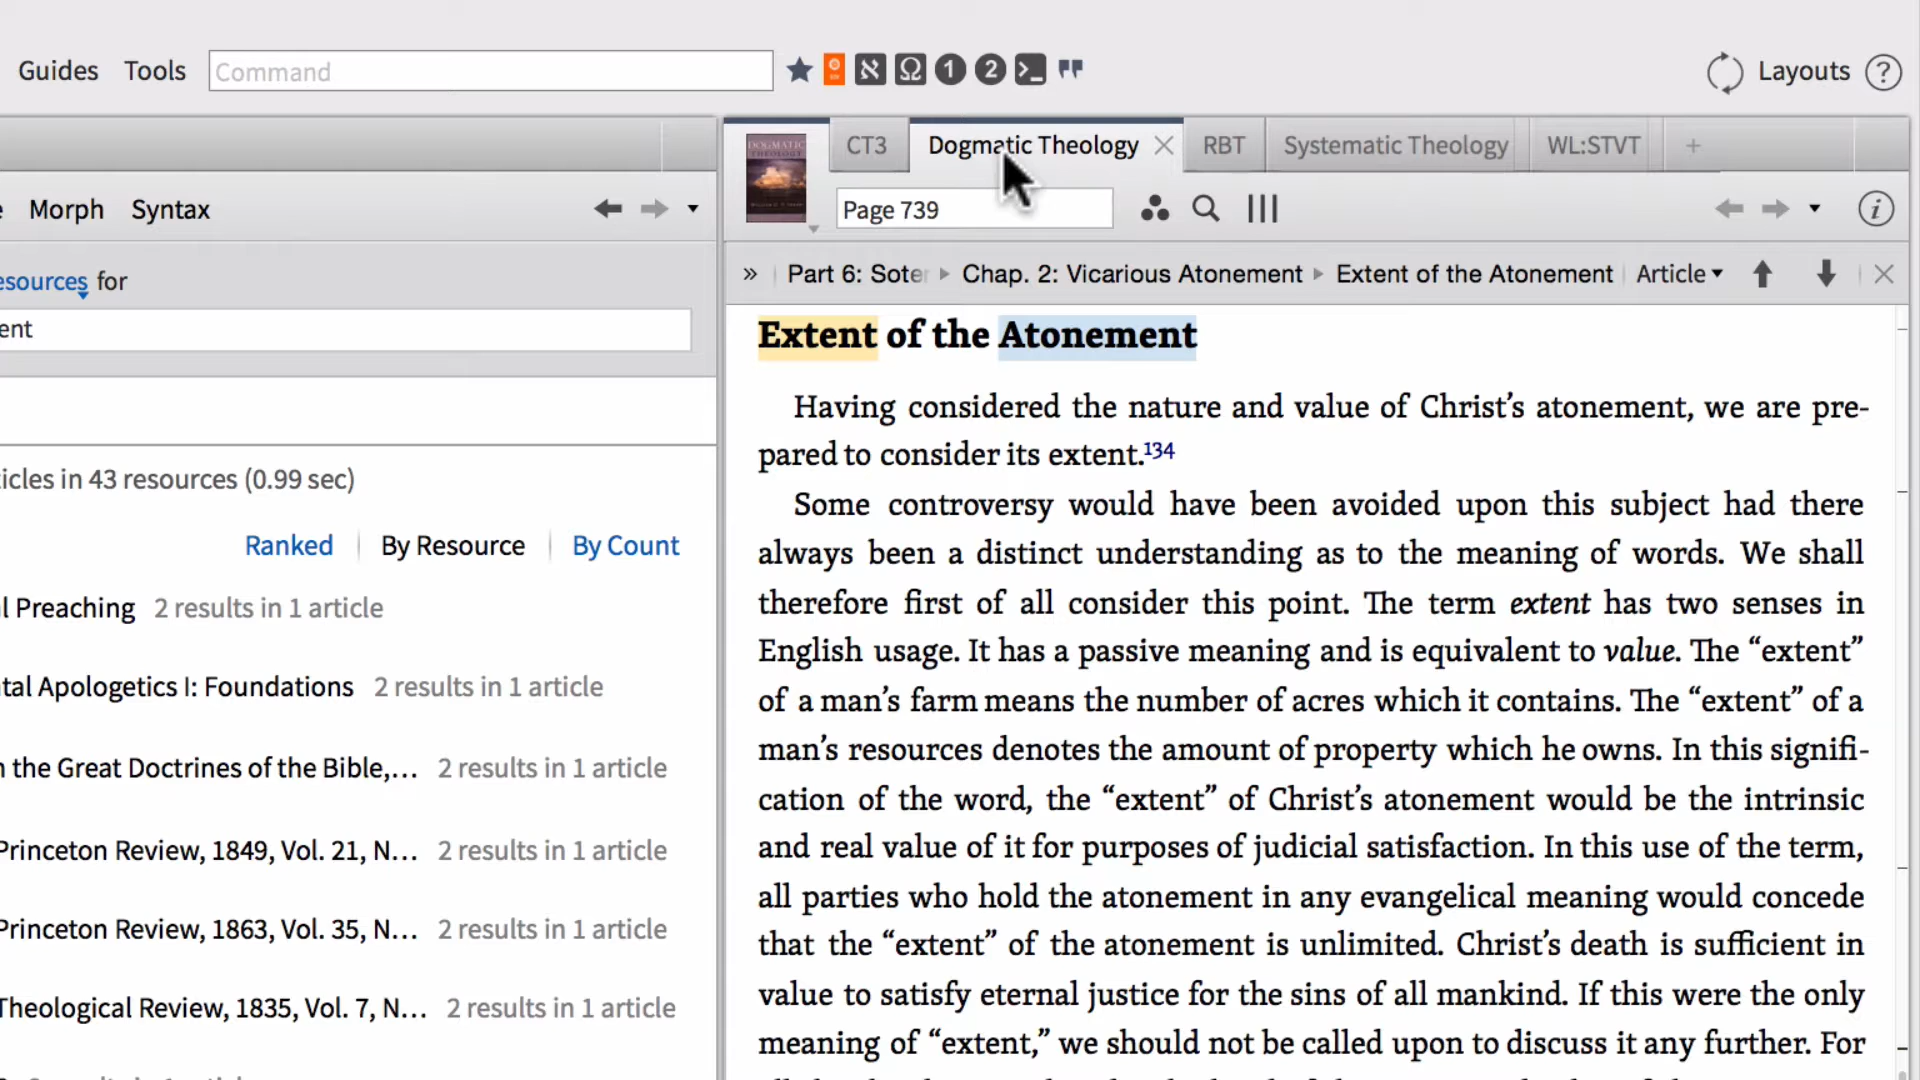 Guides Tools Command
Layouts ?
CT3 Dogmatic Theology RBT Systematic Theology WL:STVT +
DOGMATIC
Page 739
Morph Syntax
esources for
ent
» Part 6: Sote Chap. 2: Vicarious Atonement Extent of the Atonement Article
icles in 43 resources (0.99 sec)
Ranked By Resource By Count
l Preaching 2 results in 1 article
tal Apologetics I: Foundations 2 results in 1 article
n the Great Doctrines of the Bible,… 2 results in 1 article
Princeton Review, 1849, Vol. 21, N… 2 results in 1 article
Princeton Review, 1863, Vol. 35, N… 2 results in 1 article
Theological Review, 1835, Vol. 7, N… 2 results in 1 article
Extent of the Atonement
Having considered the nature and value of Christ’s atonement, we are pre-
pared to consider its extent.134
Some controversy would have been avoided upon this subject had there
always been a distinct understanding as to the meaning of words. We shall
therefore first of all consider this point. The term extent has two senses in
English usage. It has a passive meaning and is equivalent to value. The “extent”
of a man’s farm means the number of acres which it contains. The “extent” of a
man’s resources denotes the amount of property which he owns. In this signifi-
cation of the word, the “extent” of Christ’s atonement would be the intrinsic
and real value of it for purposes of judicial satisfaction. In this use of the term,
all parties who hold the atonement in any evangelical meaning would concede
that the “extent” of the atonement is unlimited. Christ’s death is sufficient in
value to satisfy eternal justice for the sins of all mankind. If this were the only
meaning of “extent,” we should not be called upon to discuss it any further. For